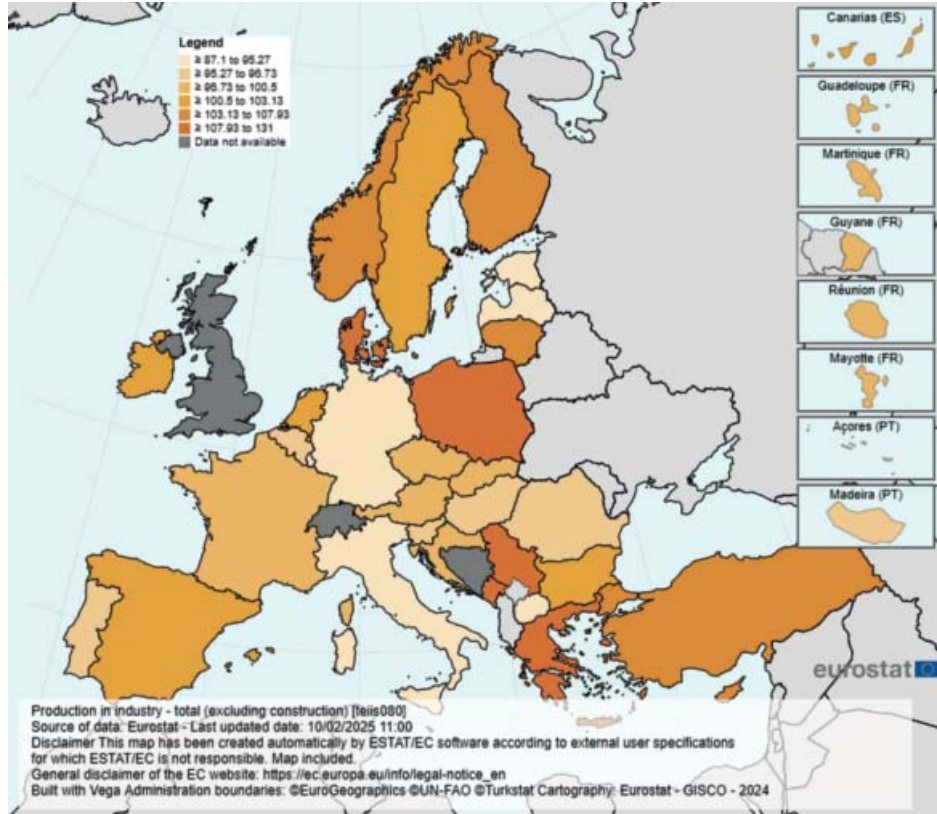 Legend
≥ 87.1 to 95.27
≥ 95.27 to 96.73
≥ 96.73 to 100.5
≥ 100.5 to 103.13
≥ 103.13 to 107.93
≥ 107.93 to 131
Data not available
Canarias (ES)
Guadeloupe (FR)
Martinique (FR)
Guyane (FR)
Réunion (FR)
Mayotte (FR)
Açores (PT)
Madeira (PT)
eurostat
Production in industry - total (excluding construction) [teiis080]
Source of data: Eurostat - Last updated date: 10/02/2025 11:00
Disclaimer This map has been created automatically by ESTAT/EC software according to external user specifications
for which ESTAT/EC is not responsible. Map included.
General disclaimer of the EC website: https://ec.europa.eu/info/legal-notice_en
Built with Vega Administration boundaries: ©EuroGeographics ©UN-FAO ©Turkstat Cartography: Eurostat - GISCO - 2024